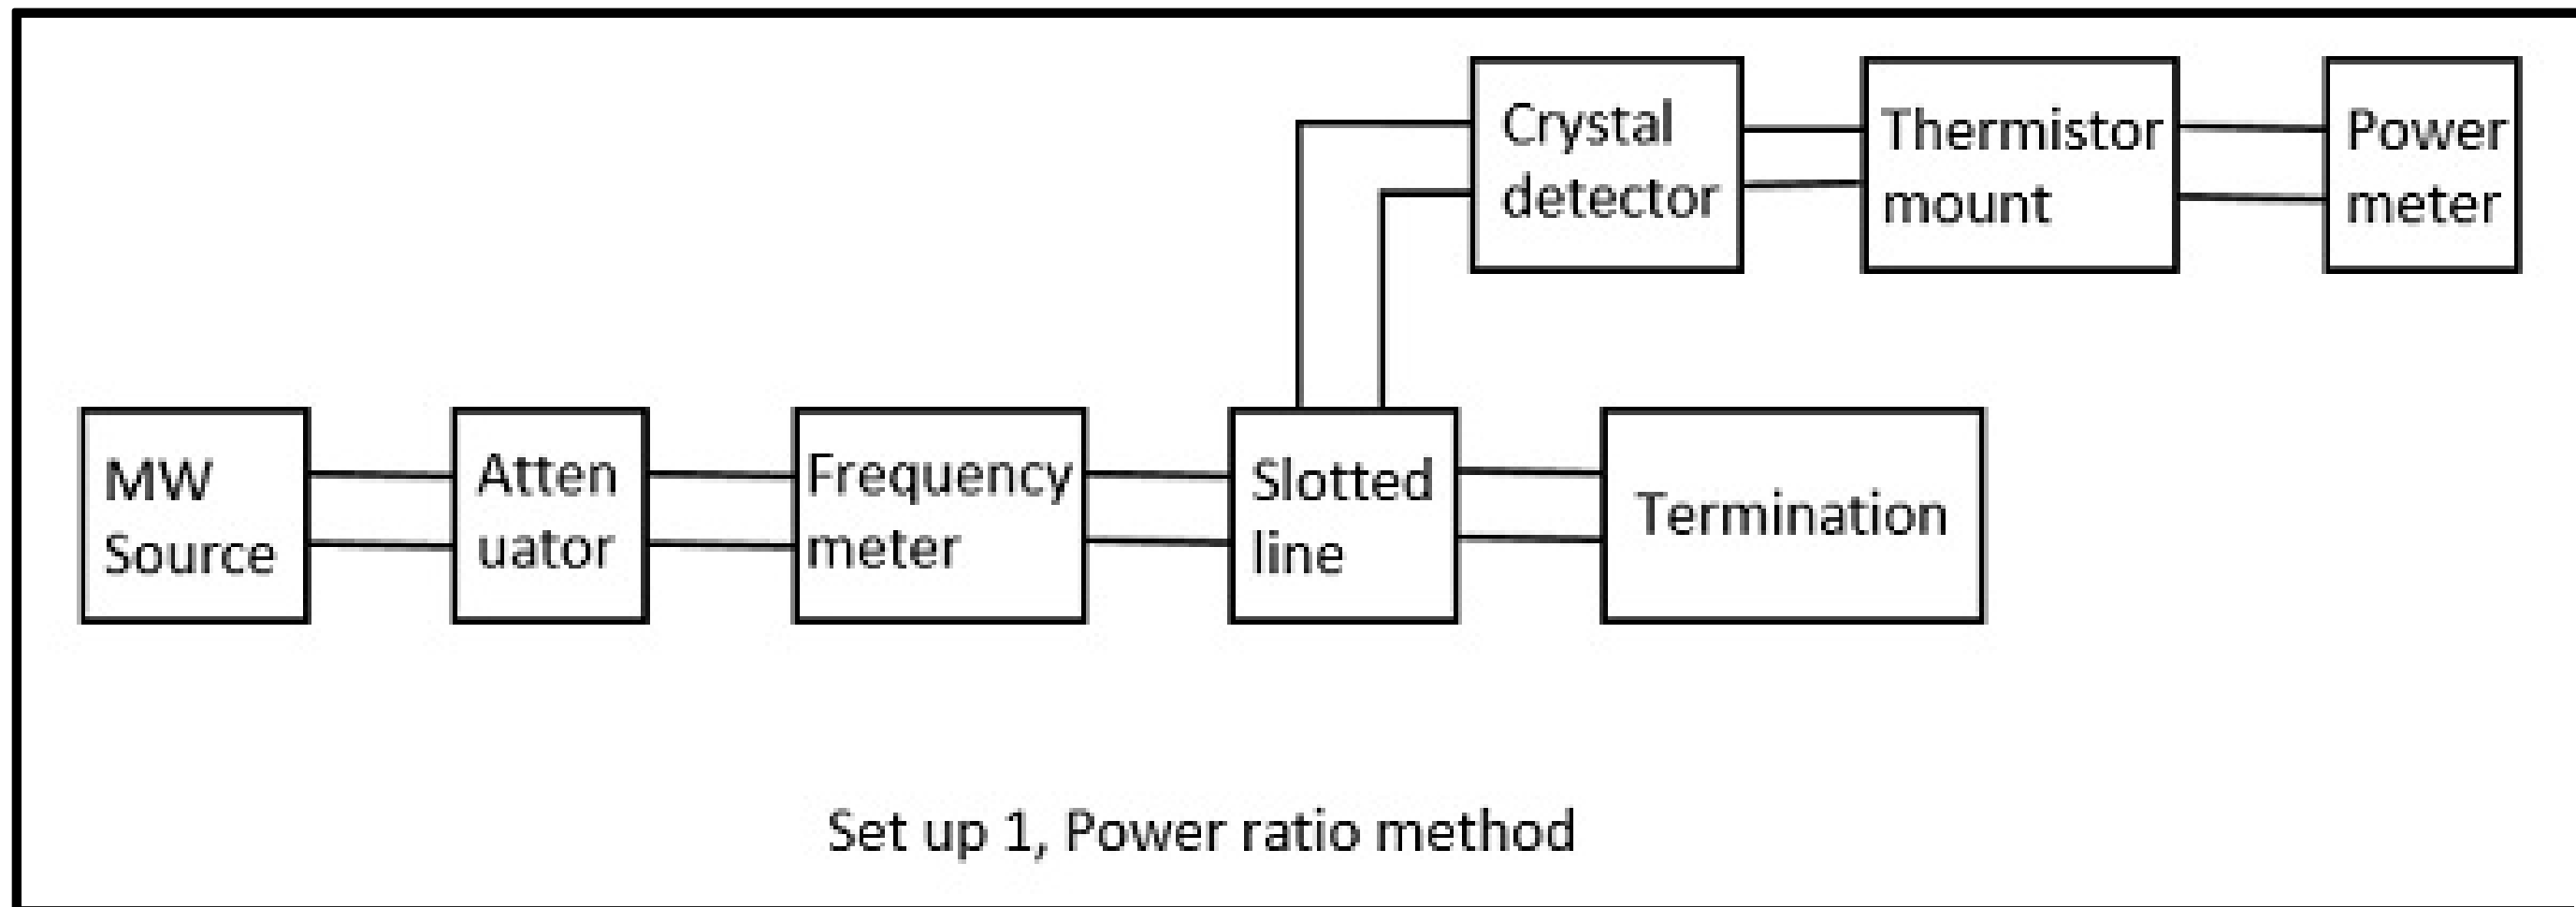 Crystal
detector
Thermistor
mount
Power
meter
MW
Source
Atten
uator
Frequency
meter
Slotted
line
Termination
Set up 1, Power ratio method